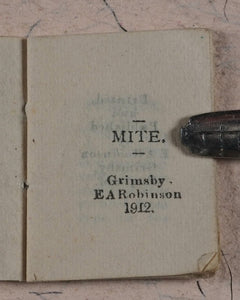 MITE.
Grimsby.
E A Robinson
1912.